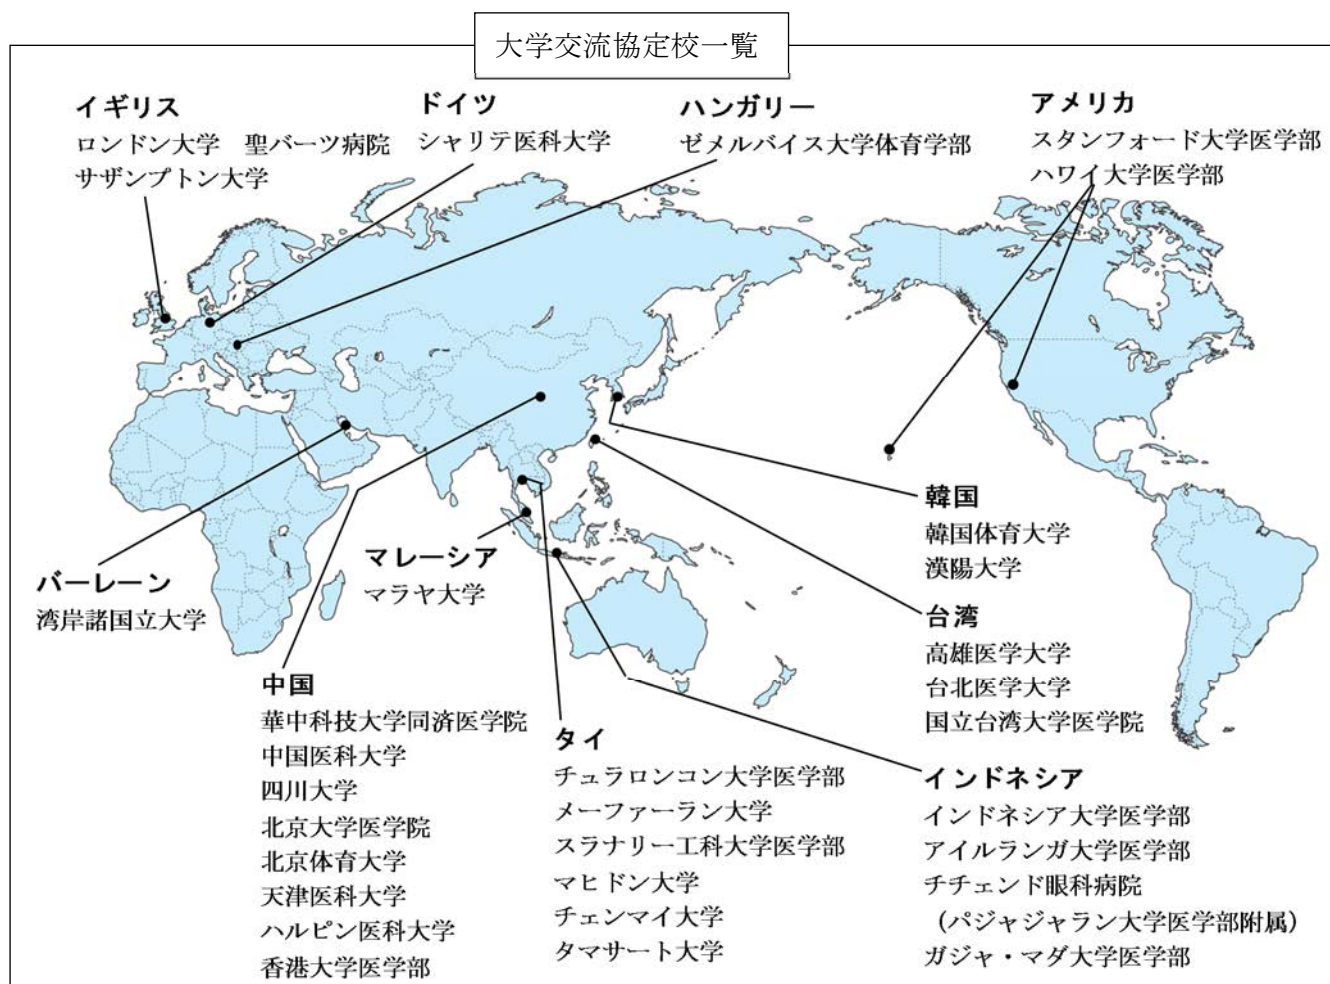 大学交流協定校一覧
イギリス
ロンドン大学　聖バーツ病院
サザンプトン大学
ドイツ
シャリテ医科大学
ハンガリー
ゼメルバイス大学体育学部
アメリカ
スタンフォード大学医学部
ハワイ大学医学部
バーレーン
湾岸諸国立大学
マレーシア
マラヤ大学
韓国
韓国体育大学
漢陽大学
台湾
高雄医学大学
台北医学大学
国立台湾大学医学院
中国
華中科技大学同済医学院
中国医科大学
四川大学
北京大学医学院
北京体育大学
天津医科大学
ハルピン医科大学
香港大学医学部
タイ
チュラロンコン大学医学部
メーファーラン大学
スラナリー工科大学医学部
マヒドン大学
チェンマイ大学
タマサート大学
インドネシア
インドネシア大学医学部
アイルランガ大学医学部
チチェンド眼科病院
（パジャジャラン大学医学部附属）
ガジャ・マダ大学医学部